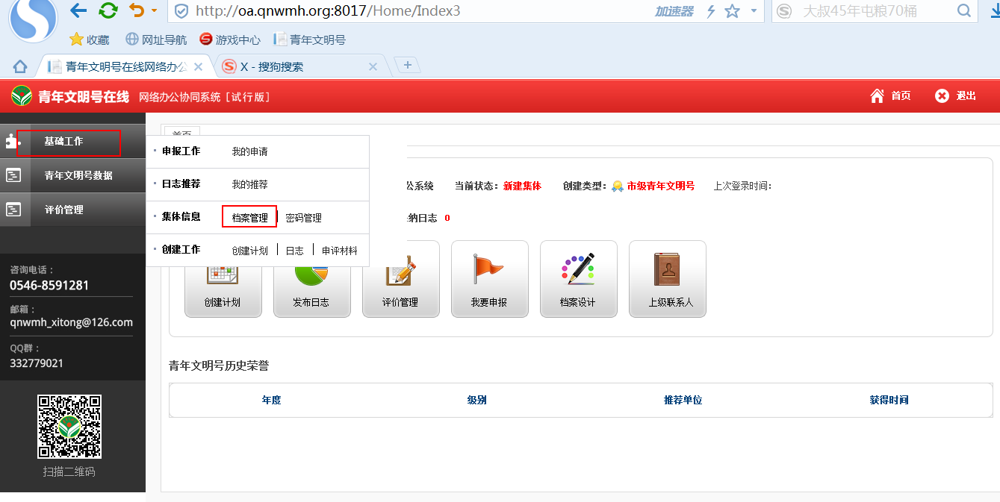 http://oa.qnwmh.org:8017/Home/Index3
加速器
大叔45年屯粮70桶
收藏
网址导航
游戏中心
青年文明号
青年文明号在线网络办公
X - 搜狗搜索
青年文明号在线 网络办公协同系统 [ 试行版 ]
首页
退出
基础工作
青年文明号数据
评价管理
首页
申报工作 我的申请
日志推荐 我的推荐
集体信息 档案管理 密码管理
创建工作 创建计划 日志 申评材料
公系统 当前状态: 新建集体 创建类型: 市级青年文明号 上次登录时间:
纳日志 0
创建计划
发布日志
评价管理
我要申报
档案设计
上级联系人
咨询电话：
0546-8591281
邮箱：
qnwmh_xitong@126.com
QQ群：
332779021
扫描二维码
青年文明号历史荣誉
年度 级别 推荐单位 获得时间